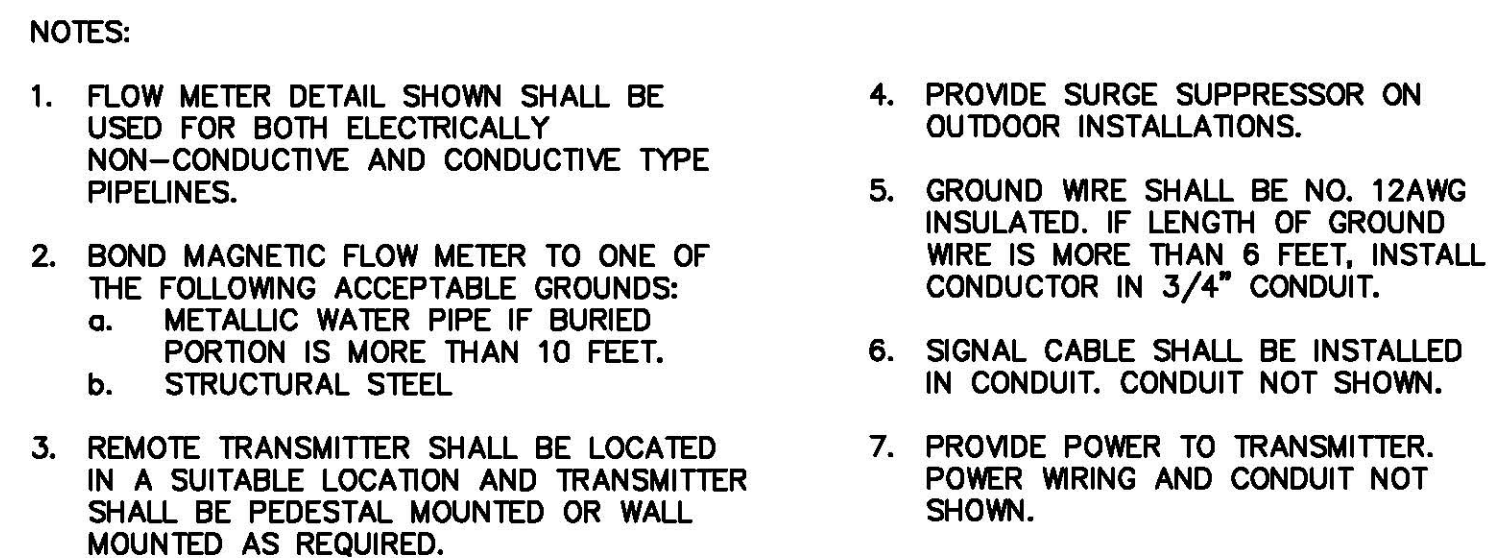 NOTES:
1. FLOW METER DETAIL SHOWN SHALL BE
USED FOR BOTH ELECTRICALLY
NON-CONDUCTIVE AND CONDUCTIVE TYPE
PIPELINES.
2. BOND MAGNETIC FLOW METER TO ONE OF
THE FOLLOWING ACCEPTABLE GROUNDS:
a. METALLIC WATER PIPE IF BURIED
PORTION IS MORE THAN 10 FEET.
b. STRUCTURAL STEEL
3. REMOTE TRANSMITTER SHALL BE LOCATED
IN A SUITABLE LOCATION AND TRANSMITTER
SHALL BE PEDESTAL MOUNTED OR WALL
MOUNTED AS REQUIRED.
4. PROVIDE SURGE SUPPRESSOR ON
OUTDOOR INSTALLATIONS.
5. GROUND WIRE SHALL BE NO. 12AWG
INSULATED. IF LENGTH OF GROUND
WIRE IS MORE THAN 6 FEET, INSTALL
CONDUCTOR IN 3/4" CONDUIT.
6. SIGNAL CABLE SHALL BE INSTALLED
IN CONDUIT. CONDUIT NOT SHOWN.
7. PROVIDE POWER TO TRANSMITTER.
POWER WIRING AND CONDUIT NOT
SHOWN.